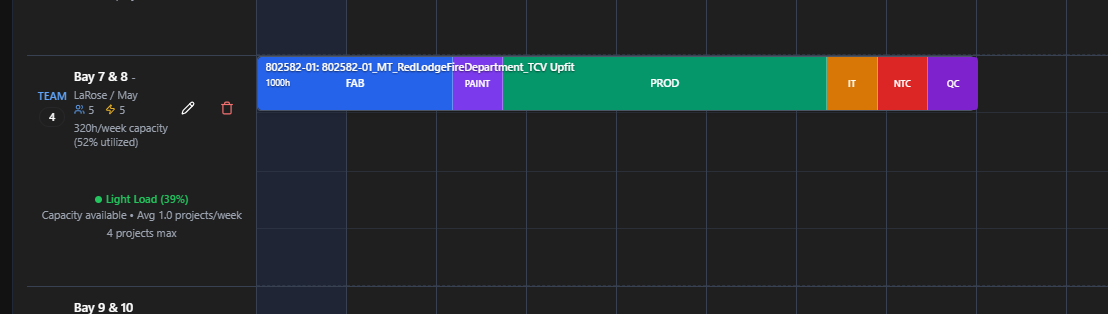 Bay 7 & 8 -
TEAM
4
LaRose / May
5 5
320h/week capacity
(52% utilized)
Light Load (39%)
Capacity available • Avg 1.0 projects/week
4 projects max
802582-01: 802582-01_MT_RedLodgeFireDepartment_TCV Upfit
1000h FAB PAINT PROD IT NTC QC
Bay 9 & 10